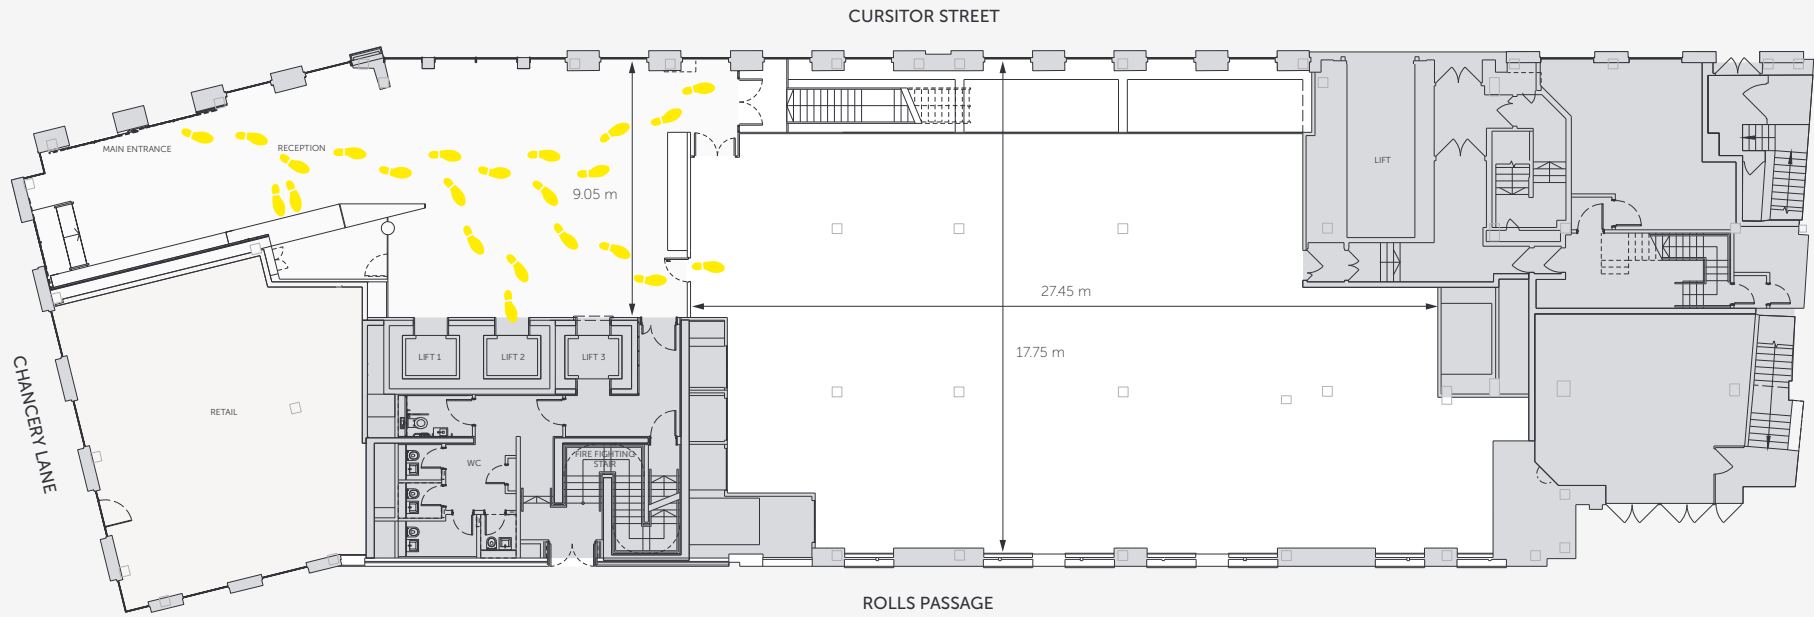 CURSITOR STREET
MAIN ENTRANCE
RECEPTION
LIFT
9.05 m
27.45 m
17.75 m
LIFT 1
LIFT 2
LIFT 3
CHANCERY LANE
RETAIL
WC
FIRE FIGHTING
STAIR
ROLLS PASSAGE